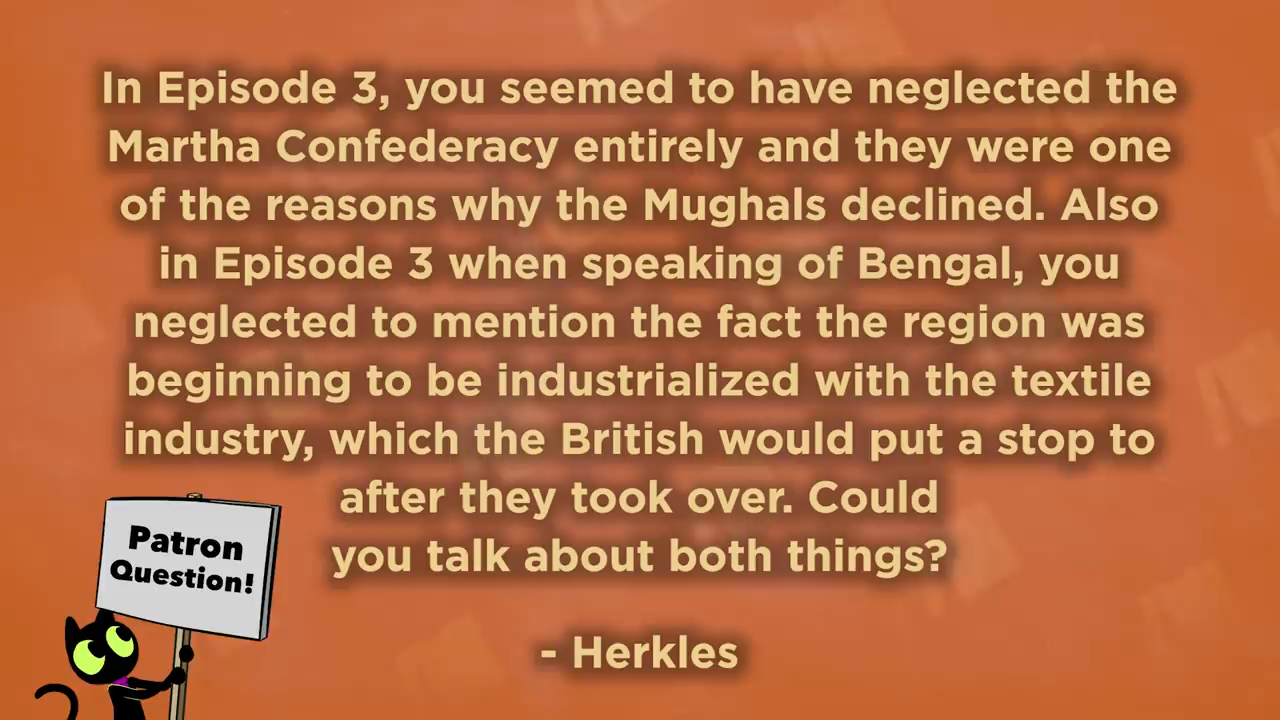 In Episode 3, you seemed to have neglected the
Martha Confederacy entirely and they were one
of the reasons why the Mughals declined. Also
in Episode 3 when speaking of Bengal, you
neglected to mention the fact the region was
beginning to be industrialized with the textile
industry, which the British would put a stop to
after they took over. Could
you talk about both things?
- Herkles
Patron
Question!